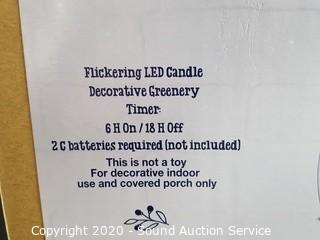 Flickering LED Candle
Decorative Greenery
Timer:
6 H On / 18 H Off
2 C batteries required (not included)
This is not a toy
For decorative indoor
use and covered porch only
Copyright 2020 - Sound Auction Service